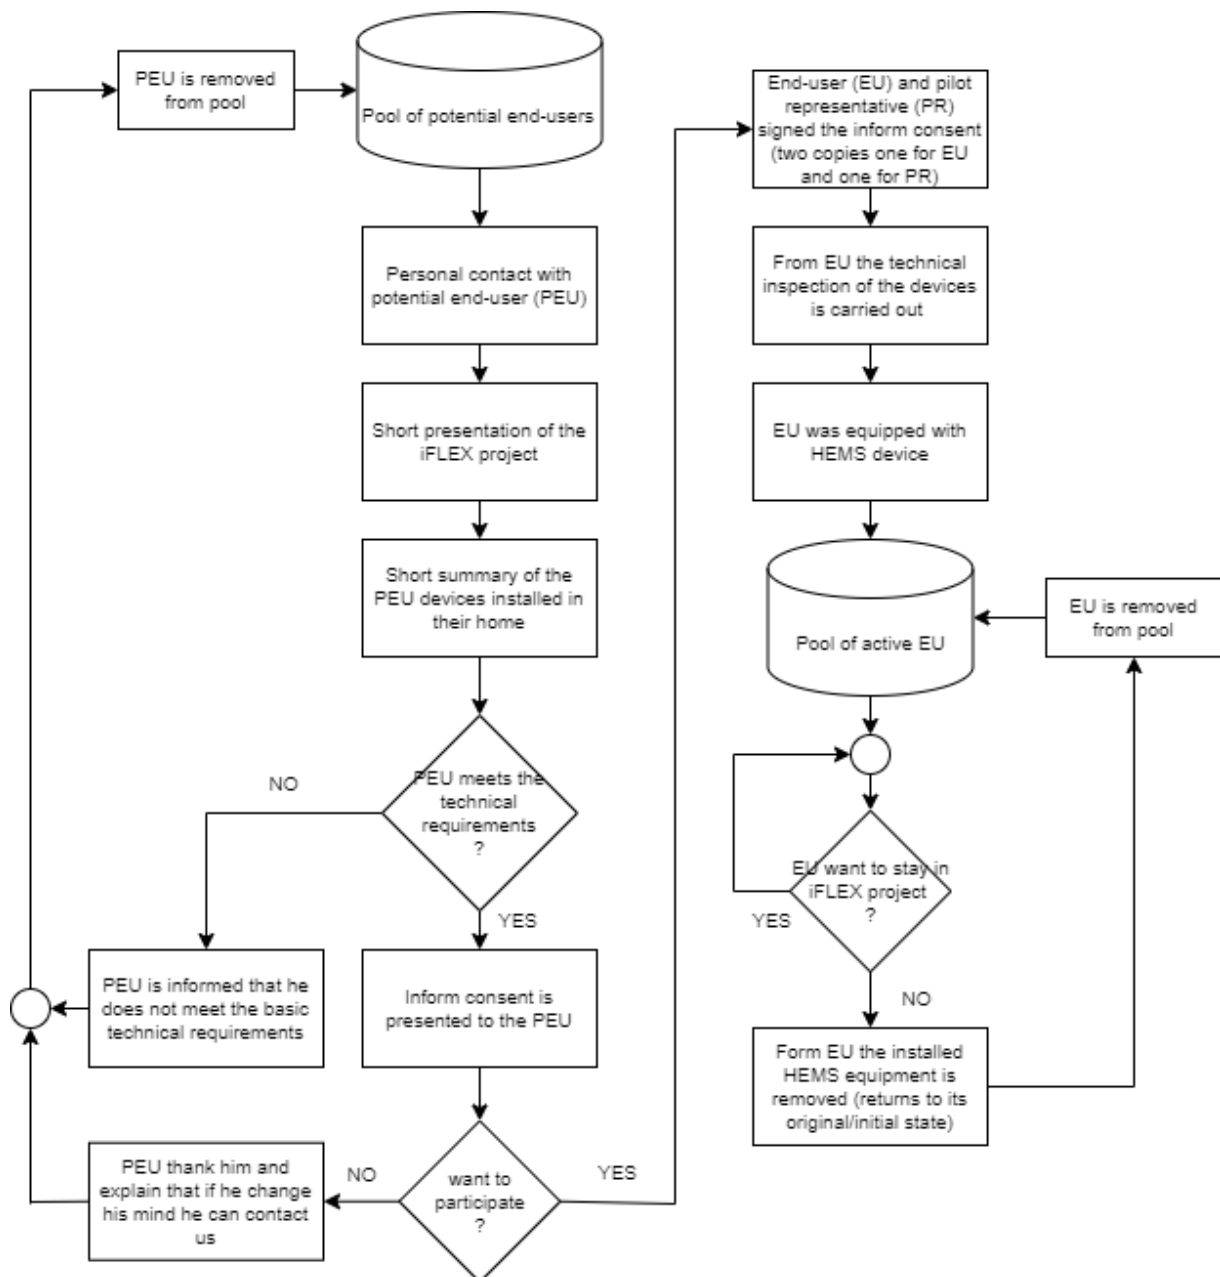 PEU is removed
from pool
Pool of potential end-users
Personal contact with
potential end-user (PEU)
Short presentation of the
iFLEX project
Short summary of the
PEU devices installed in
their home
PEU meets the
technical
requirements
?
NO
YES
PEU is informed that he
does not meet the basic
technical requirements
Inform consent is
presented to the PEU
PEU thank him and
explain that if he change
his mind he can contact
us
NO
want to
participate
?
YES
End-user (EU) and pilot
representative (PR)
signed the inform consent
(two copies one for EU
and one for PR)
From EU the technical
inspection of the devices
is carried out
EU was equipped with
HEMS device
Pool of active EU
EU is removed
from pool
EU want to stay in
iFLEX project
?
YES
NO
Form EU the installed
HEMS equipment is
removed (returns to its
original/initial state)